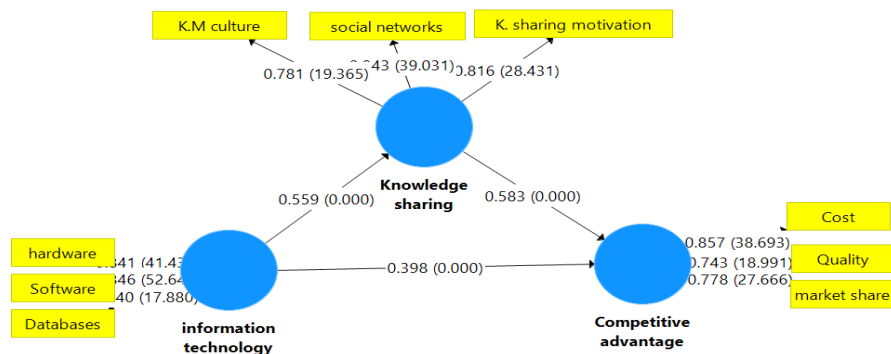 K.M culture
social networks
K. sharing motivation
0.781 (19.365)
(39.031)
0.816 (28.431)
Knowledge
sharing
0.559 (0.000)
0.583 (0.000)
hardware
Software
Databases
(17.880)
information
technology
0.398 (0.000)
Competitive
advantage
0.857 (38.693)
0.743 (18.991)
0.778 (27.666)
Cost
Quality
market share